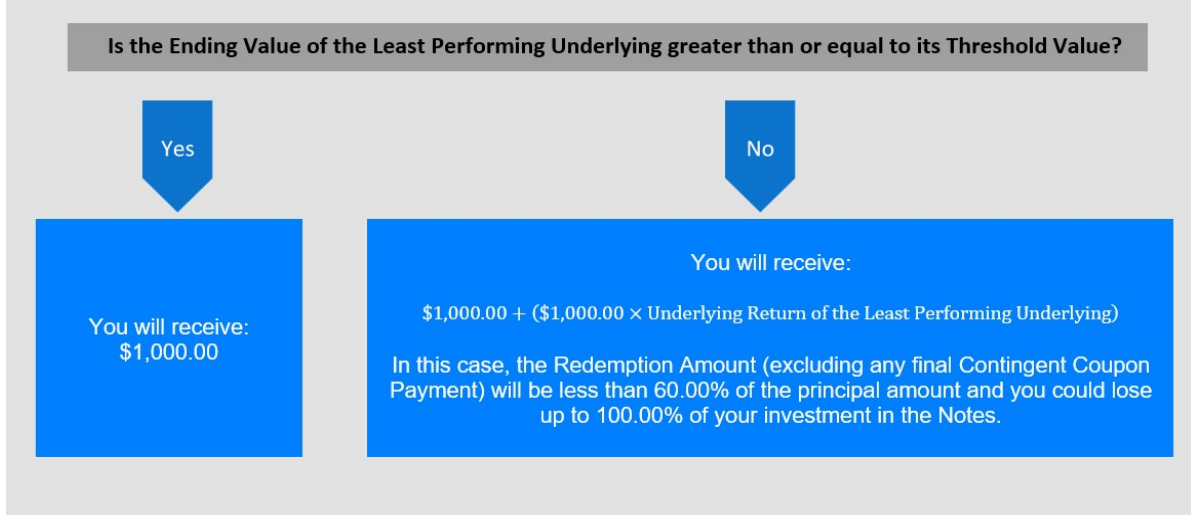 Is the Ending Value of the Least Performing Underlying greater than or equal to its Threshold Value?
Yes
No
You will receive:
$1,000.00
You will receive:
$1,000.00 + ($1,000.00 × Underlying Return of the Least Performing Underlying)
In this case, the Redemption Amount (excluding any final Contingent Coupon
Payment) will be less than 60.00% of the principal amount and you could lose
up to 100.00% of your investment in the Notes.